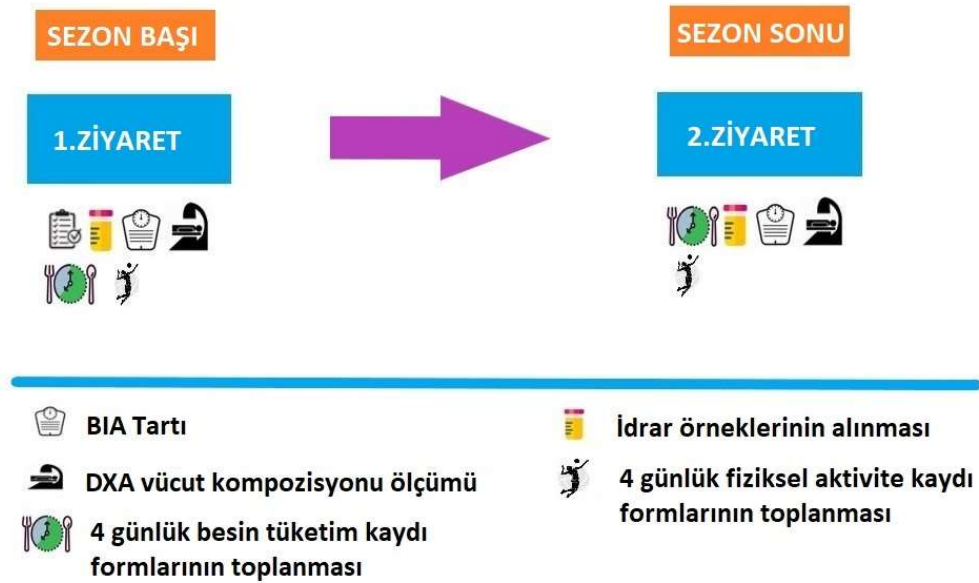 SEZON BAŞI
SEZON SONU
1.ZİYARET
2.ZİYARET
BIA Tartı
DXA vücut kompozisyonu ölçümü
4 günlük besin tüketim kaydı
formlarının toplanması
İdrar örneklerinin alınması
4 günlük fiziksel aktivite kaydı
formlarının toplanması